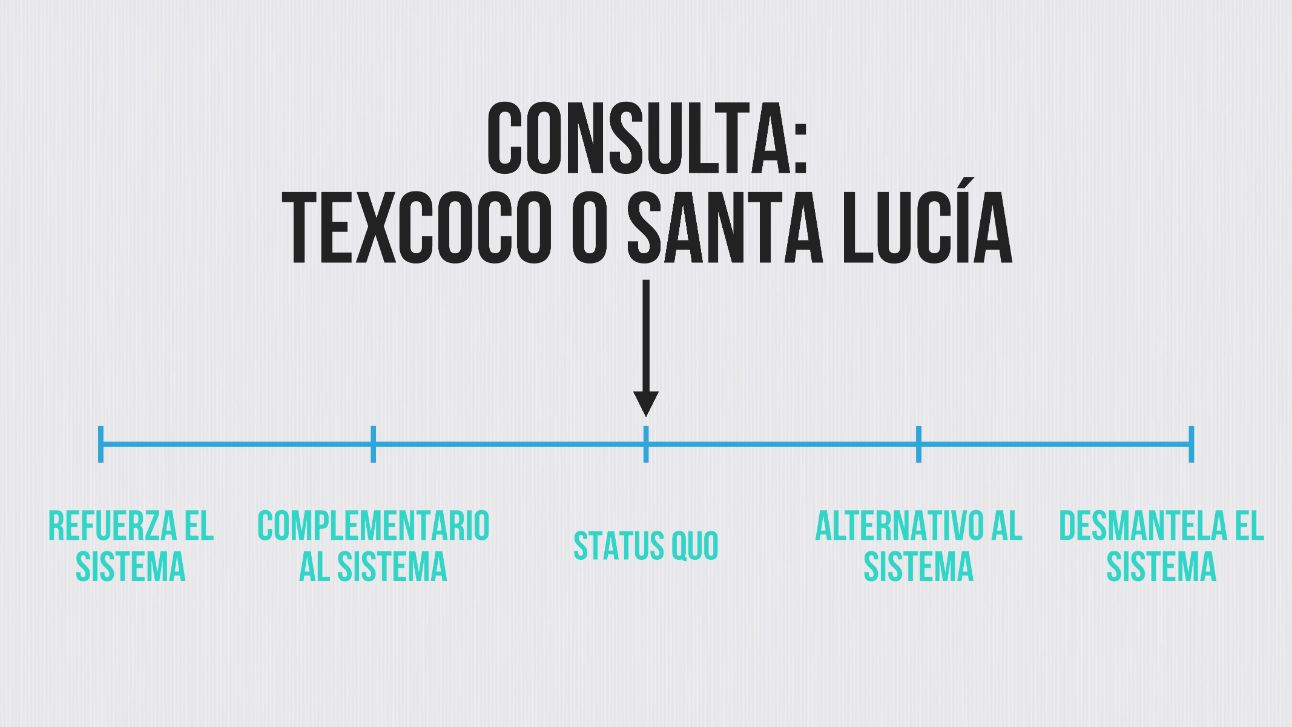 CONSULTA:
TEXCOCO O SANTA LUCÍA
REFUERZA EL
SISTEMA
COMPLEMENTARIO
AL SISTEMA
STATUS QUO
ALTERNATIVO AL
SISTEMA
DESMANTELA EL
SISTEMA